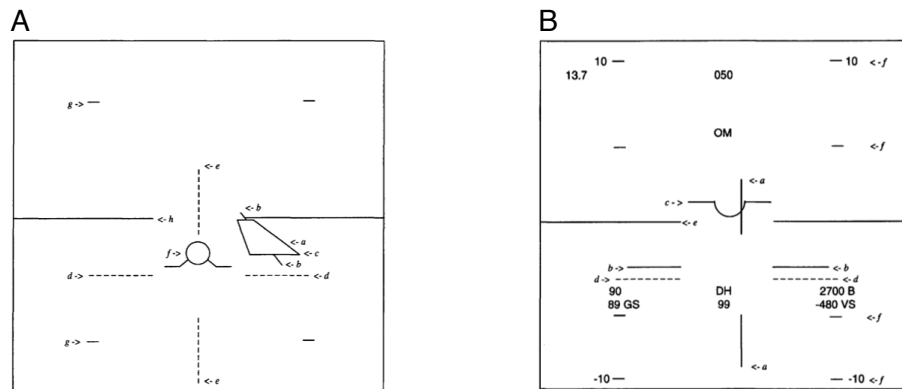 A
g ->
<- e
<- h
<- b
<- a
f ->
<- c
<- b
d ->
<- d
g ->
<- e
B
10
10 <-f
13.7
050
OM
<-f
<- a
c ->
<- e
b ->
<- b
d ->
<- d
90
DH
2700 B
89 GS
99
-480 VS
<-f
<- a
-10
-10 <-f